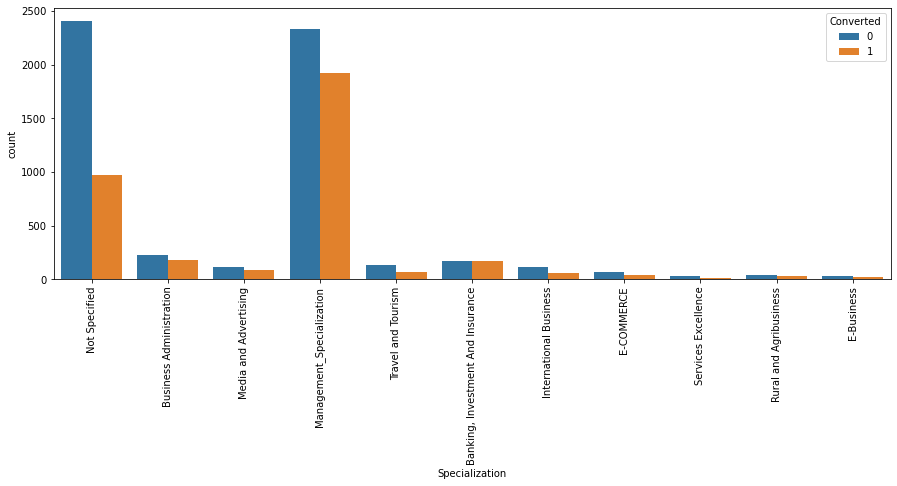 2500
2000
1500
1000
500
0
count
Converted
0
1
Not Specified
Business Administration
Media and Advertising
Management_Specialization
Travel and Tourism
Banking, Investment And Insurance
International Business
E-COMMERCE
Services Excellence
Rural and Agribusiness
E-Business
Specialization